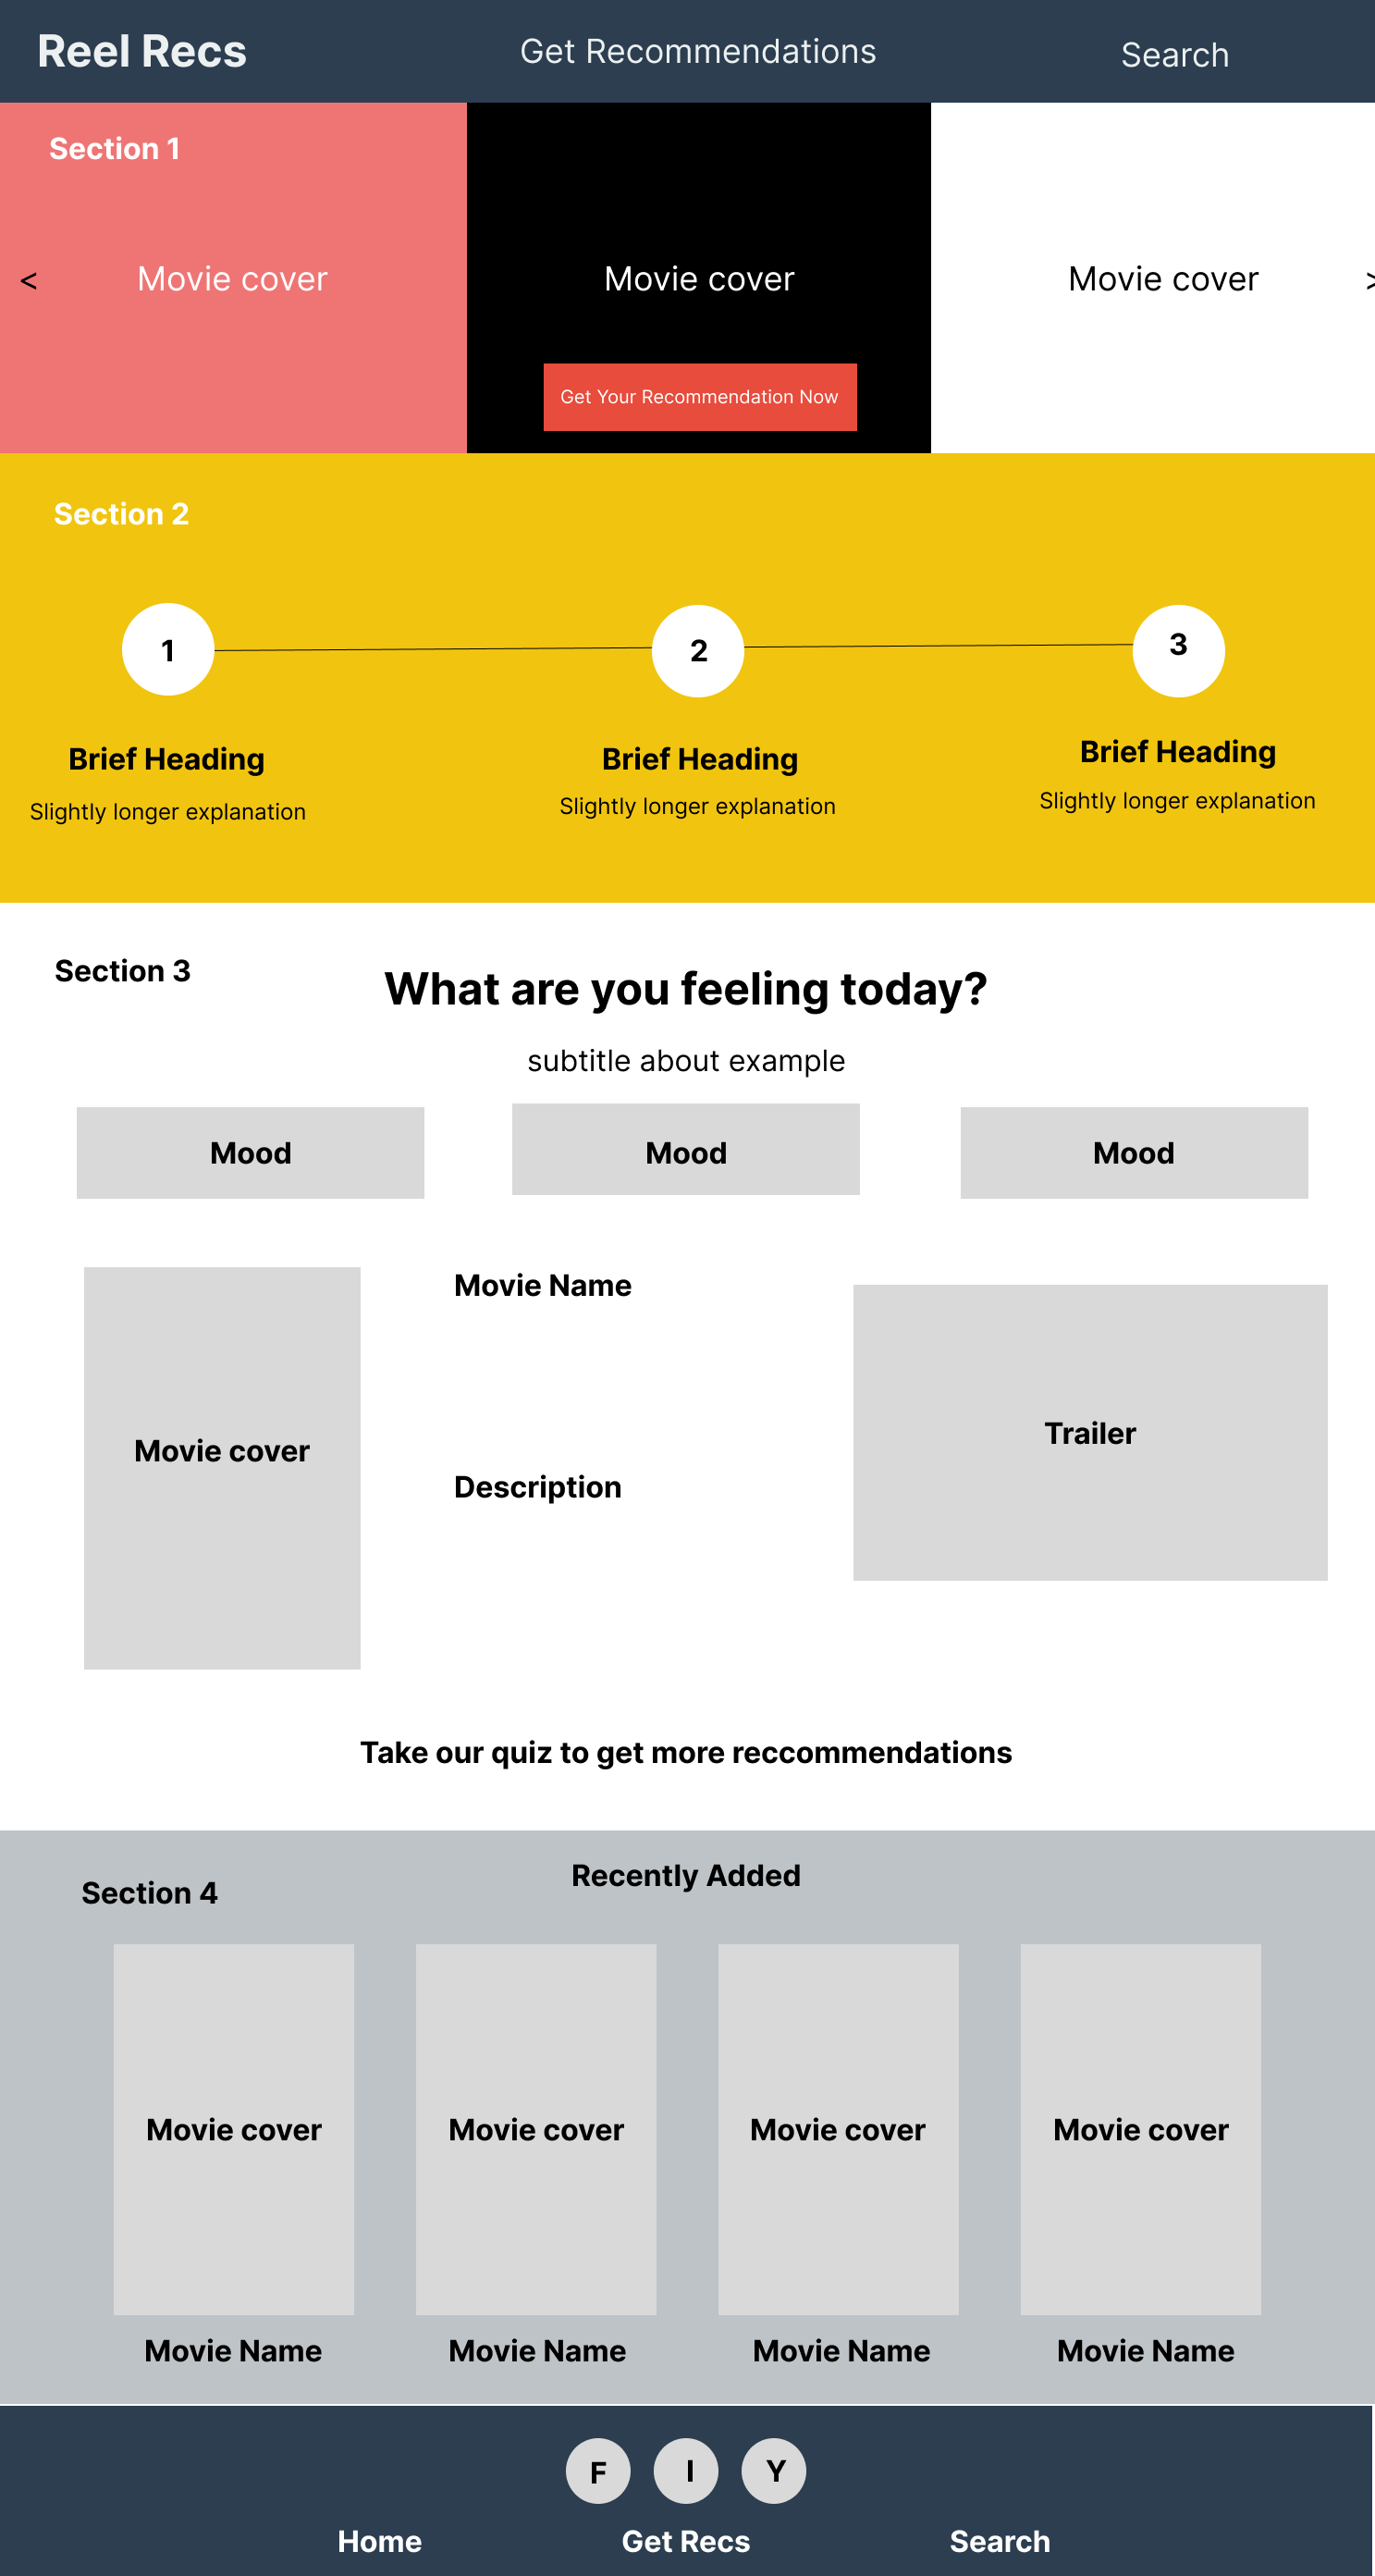 Reel Recs
Get Recommendations
Search
Section 1
<
Movie cover
Movie cover
Movie cover
>
Get Your Recommendation Now
Section 2
1
2
3
Brief Heading
Brief Heading
Brief Heading
Slightly longer explanation
Slightly longer explanation
Slightly longer explanation
Section 3
What are you feeling today?
subtitle about example
Mood
Mood
Mood
Movie cover
Movie Name
Description
Trailer
Take our quiz to get more reccommendations
Section 4
Recently Added
Movie cover
Movie cover
Movie cover
Movie cover
Movie Name
Movie Name
Movie Name
Movie Name
F
I
Y
Home
Get Recs
Search